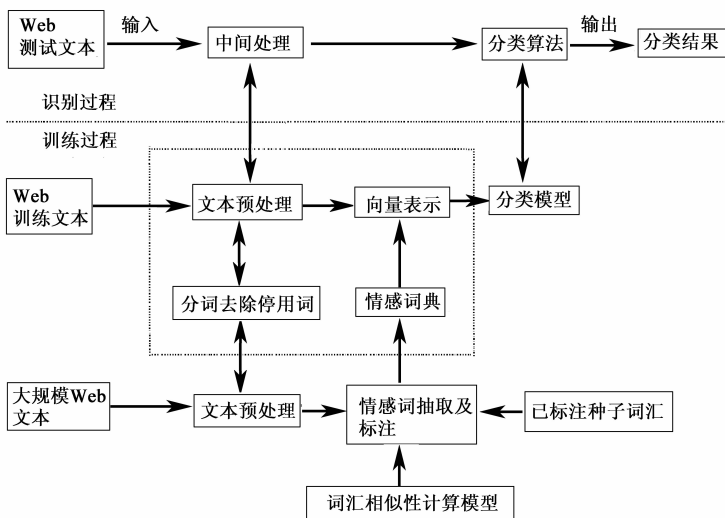 Web
测试文本
输入
中间处理
分类算法
输出
分类结果
识别过程
训练过程
Web
训练文本
文本预处理
向量表示
分类模型
分词去除停用词
情感词典
大规模Web
文本
文本预处理
情感词抽取及
标注
已标注种子词汇
词汇相似性计算模型